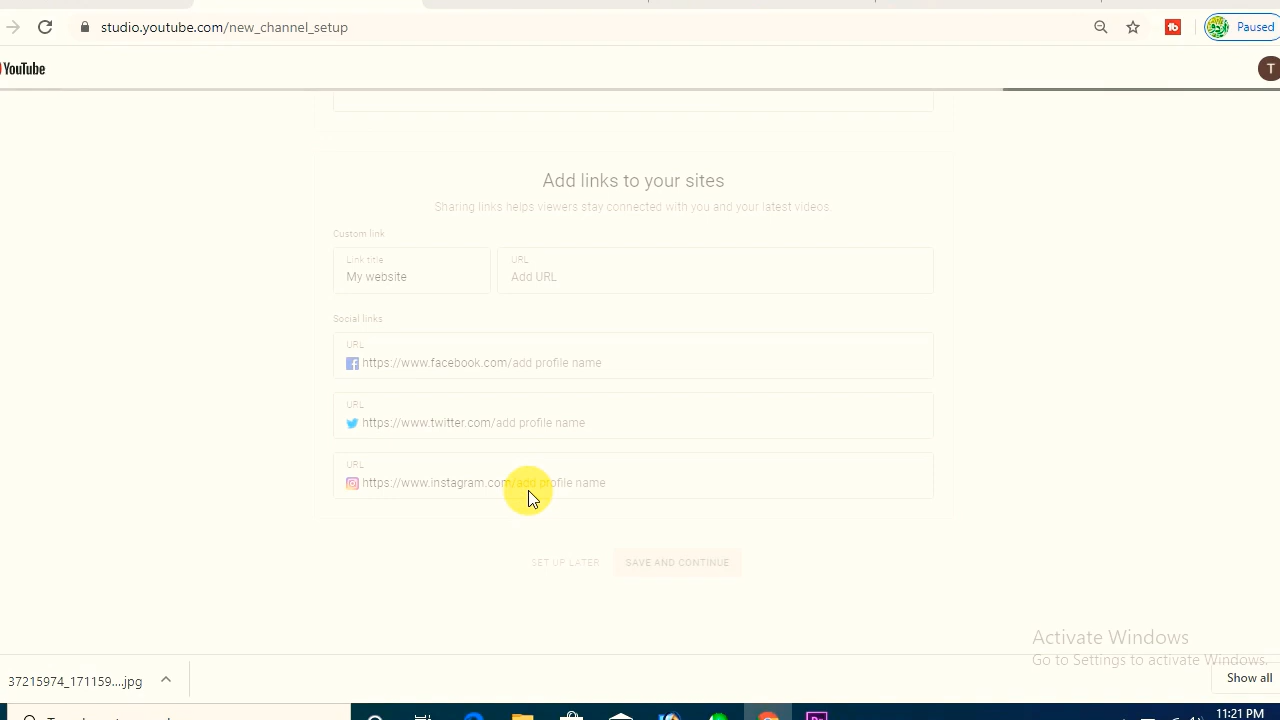 studio.youtube.com/new_channel_setup
Paused
YouTube
T
Add links to your sites
Sharing links helps viewers stay connected with you and your latest videos.
Custom link
Link title
URL
My website
Add URL
Social links
URL
https://www.facebook.com/add profile name
URL
https://www.twitter.com/add profile name
URL
https://www.instagram.com/add profile name
SET UP LATER
SAVE AND CONTINUE
Activate Windows
Go to Settings to activate Windows.
37215974_171159....jpg
Show all
11:21 PM